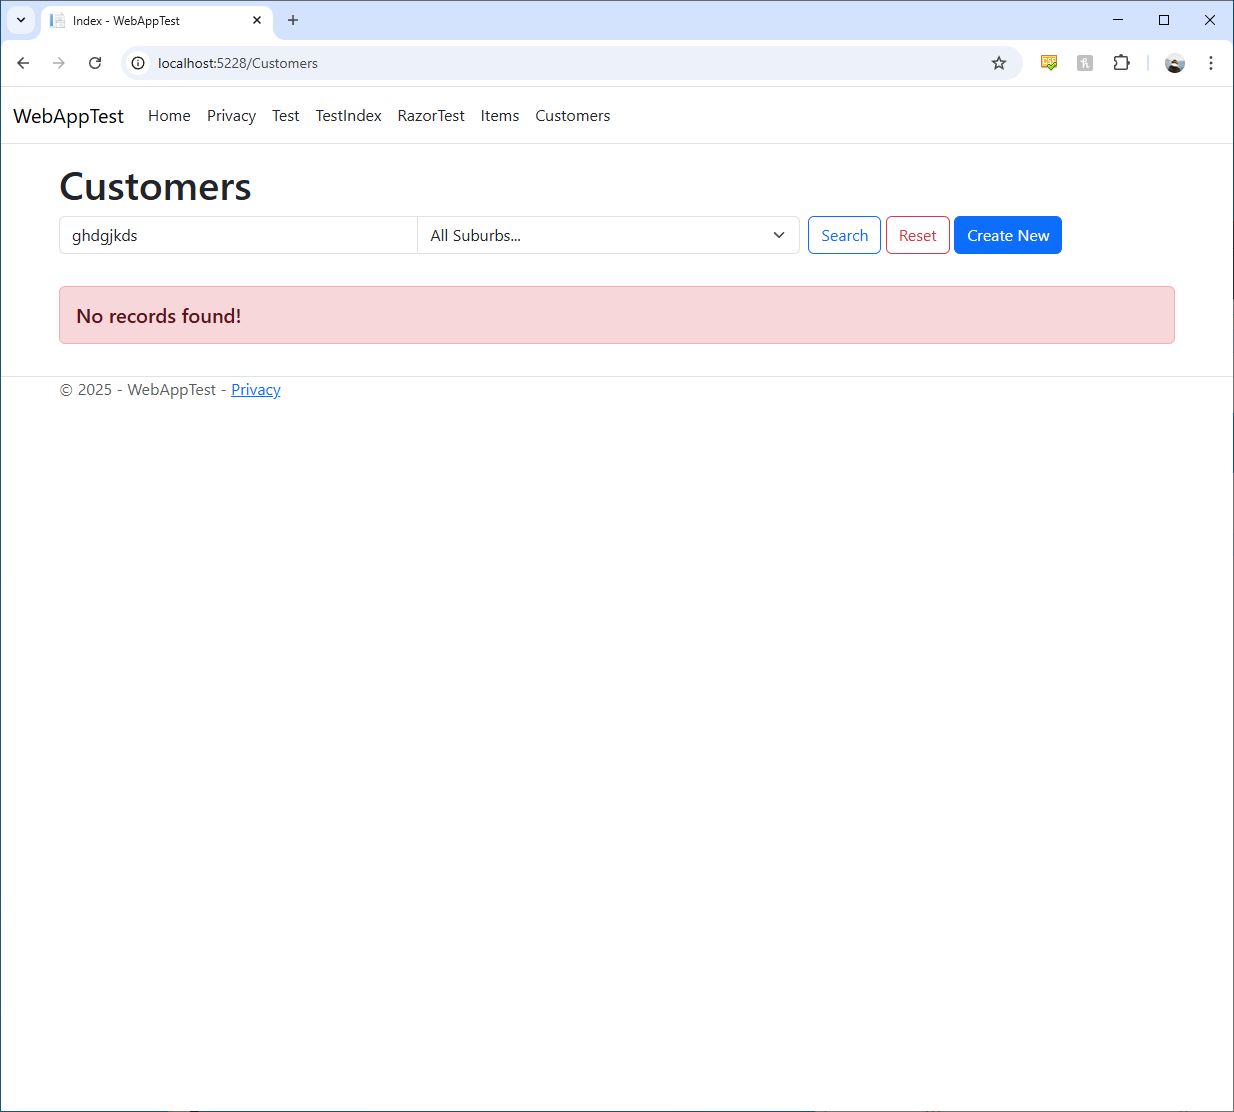 Index - WebAppTest
localhost:5228/Customers
WebAppTest Home Privacy Test TestIndex RazorTest Items Customers
Customers
ghdgjkds All Suburbs... Search Reset Create New
No records found!
© 2025 - WebAppTest - Privacy